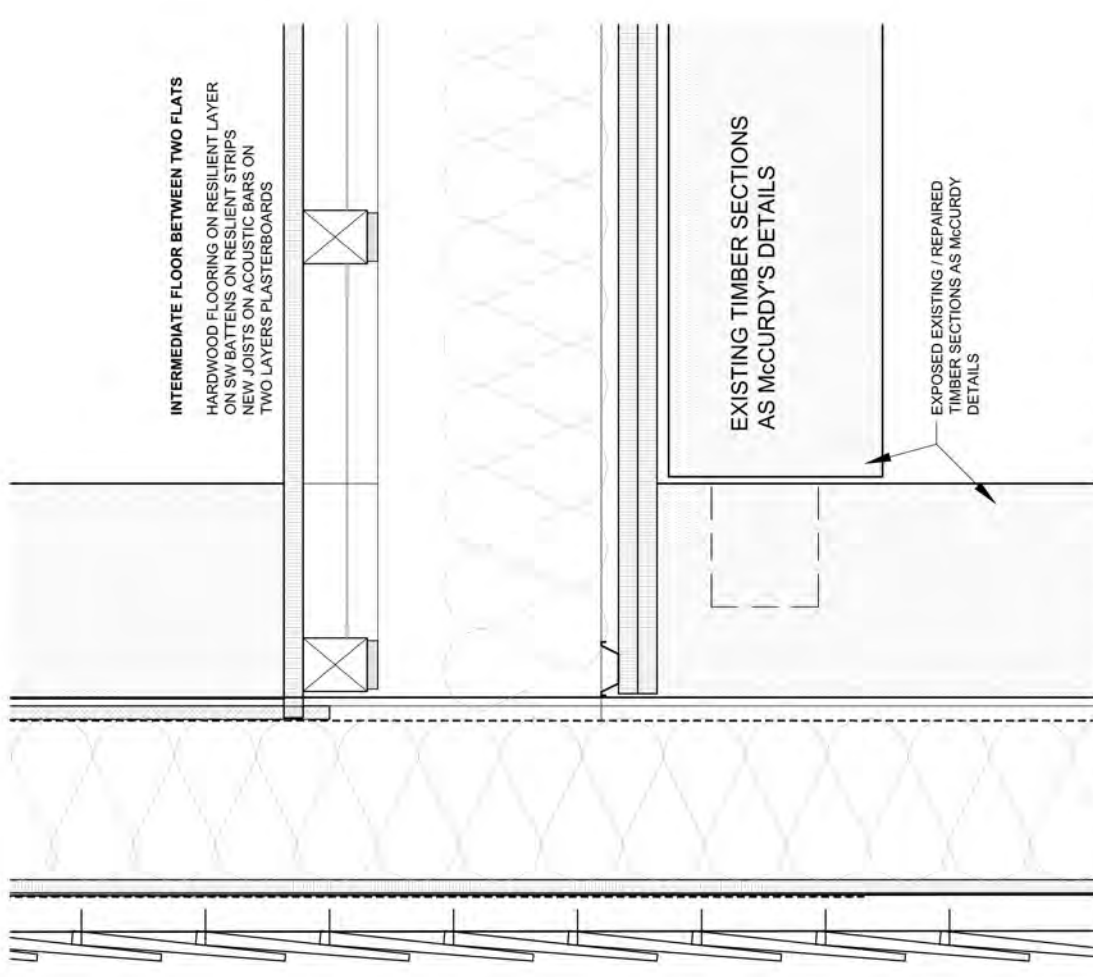 INTERMEDIATE FLOOR BETWEEN TWO FLATS
HARDWOOD FLOORING ON RESILIENT LAYER
ON SW BATTENS ON RESLIENT STRIPS
NEW JOISTS ON ACOUSTIC BARS ON
TWO LAYERS PLASTERBOARDS
EXISTING TIMBER SECTIONS
AS McCURDY'S DETAILS
EXPOSED EXISTING / REPAIRED
TIMBER SECTIONS AS McCURDY
DETAILS